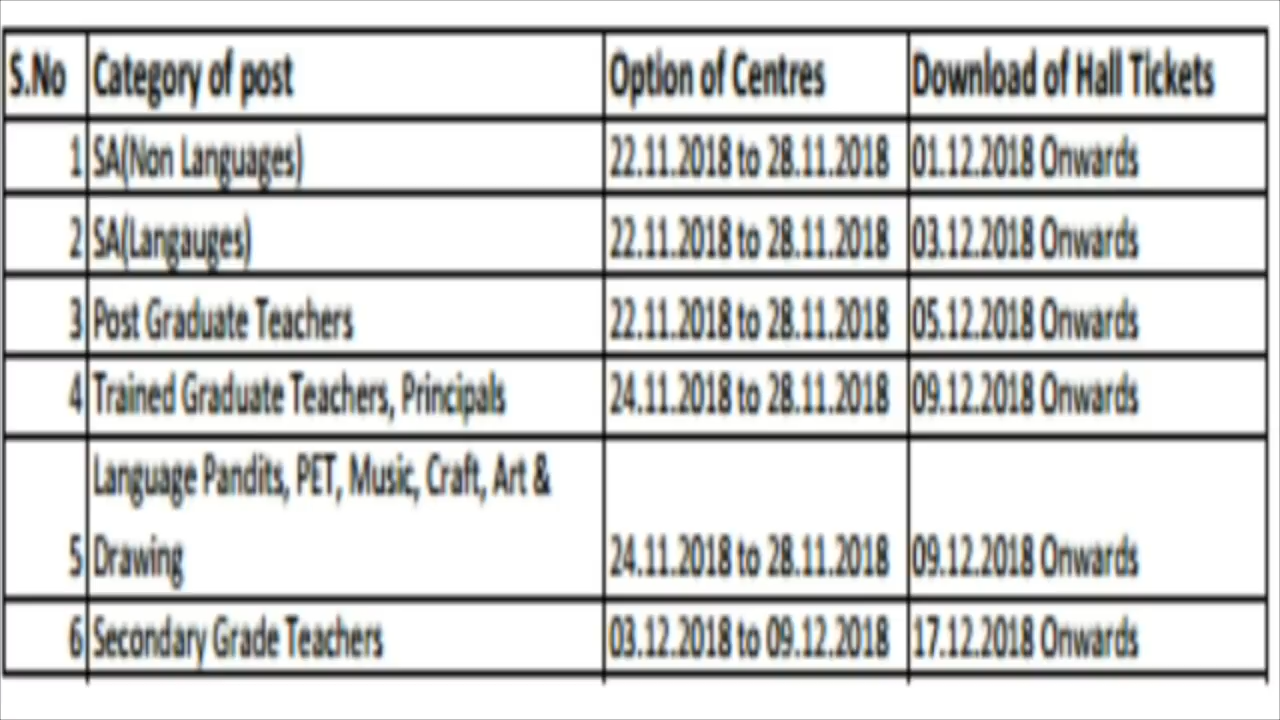 S.No Category of post Option of Centres Download of Hall Tickets
1 SA(Non Languages) 22.11.2018 to 28.11.2018 01.12.2018 Onwards
2 SA(Langauges) 22.11.2018 to 28.11.2018 03.12.2018 Onwards
3 Post Graduate Teachers 22.11.2018 to 28.11.2018 05.12.2018 Onwards
4 Trained Graduate Teachers, Principals 24.11.2018 to 28.11.2018 09.12.2018 Onwards
Language Pandits, PET, Music, Craft, Art &
5 Drawing 24.11.2018 to 28.11.2018 09.12.2018 Onwards
6 Secondary Grade Teachers 03.12.2018 to 09.12.2018 17.12.2018 Onwards